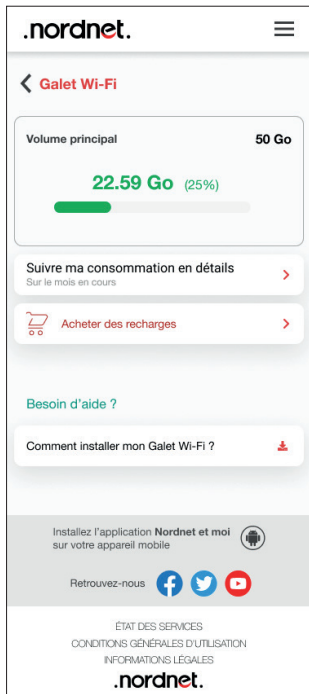 .nordnet.
Galet Wi-Fi
Volume principal 50 Go
22.59 Go (25%)
Suivre ma consommation en détails
Sur le mois en cours
Acheter des recharges
Besoin d'aide ?
Comment installer mon Galet Wi-Fi ?
Installez l'application Nordnet et moi
sur votre appareil mobile
Retrouvez-nous
ÉTAT DES SERVICES
CONDITIONS GÉNÉRALES D'UTILISATION
INFORMATIONS LÉGALES
.nordnet.